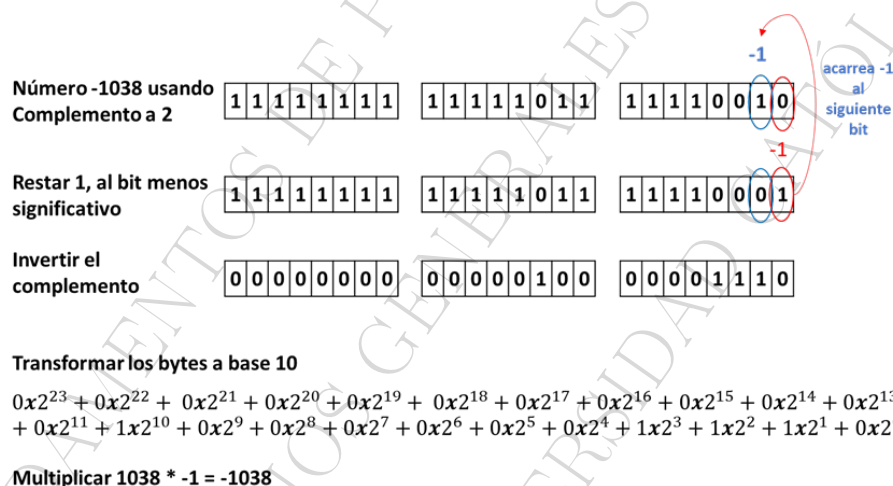 -1
acarrea -1
al
siguiente
bit
Número -1038 usando
Complemento a 2
1 1 1 1 1 1 1 1 1 1 1 1 1 0 1 1 1 1 1 1 0 0 1 0
-1
Restar 1, al bit menos
significativo
1 1 1 1 1 1 1 1 1 1 1 1 1 0 1 1 1 1 1 1 0 0 0 1
Invertir el
complemento
0 0 0 0 0 0 0 0 0 0 0 0 0 1 0 0 0 0 0 0 1 1 1 0
Transformar los bytes a base 10
0x2²³ + 0x2²² + 0x2²¹ + 0x2²⁰ + 0x2¹⁹ + 0x2¹⁸ + 0x2¹⁷ + 0x2¹⁶ + 0x2¹⁵ + 0x2¹⁴ + 0x2¹³
+ 0x2¹¹ + 1x2¹⁰ + 0x2⁹ + 0x2⁸ + 0x2⁷ + 0x2⁶ + 0x2⁵ + 0x2⁴ + 1x2³ + 1x2² + 1x2¹ + 0x2
Multiplicar 1038 * -1 = -1038
DAMENTOS DE P
OS GENERALES
ERSIDAD CATÓ